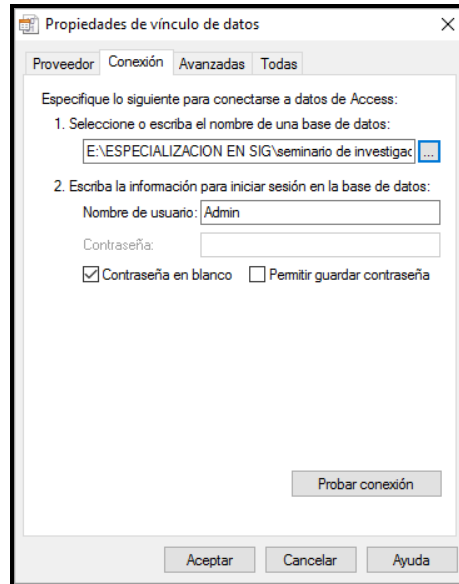 Propiedades de vínculo de datos
Proveedor Conexión Avanzadas Todas
Especifique lo siguiente para conectarse a datos de Access:
1. Seleccione o escriba el nombre de una base de datos:
E:\ESPECIALIZACION EN SIG\seminario de investigac ...
2. Escriba la información para iniciar sesión en la base de datos:
Nombre de usuario: Admin
Contraseña:
Contraseña en blanco Permitir guardar contraseña
Probar conexión
Aceptar Cancelar Ayuda